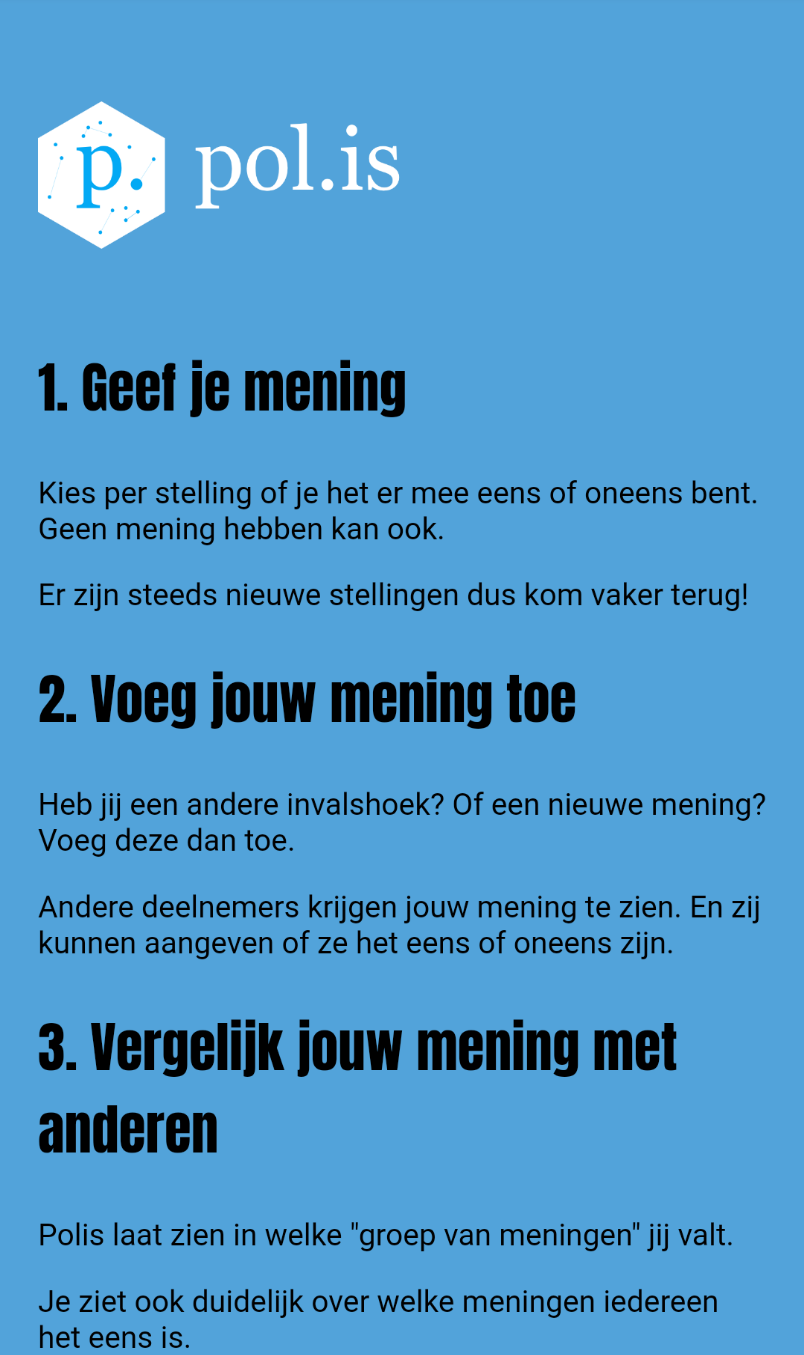 p.
pol.is
1. Geef je mening
Kies per stelling of je het er mee eens of oneens bent.
Geen mening hebben kan ook.
Er zijn steeds nieuwe stellingen dus kom vaker terug!
2. Voeg jouw mening toe
Heb jij een andere invalshoek? Of een nieuwe mening?
Voeg deze dan toe.
Andere deelnemers krijgen jouw mening te zien. En zij
kunnen aangeven of ze het eens of oneens zijn.
3. Vergelijk jouw mening met
anderen
Polis laat zien in welke "groep van meningen" jij valt.
Je ziet ook duidelijk over welke meningen iedereen
het eens is.